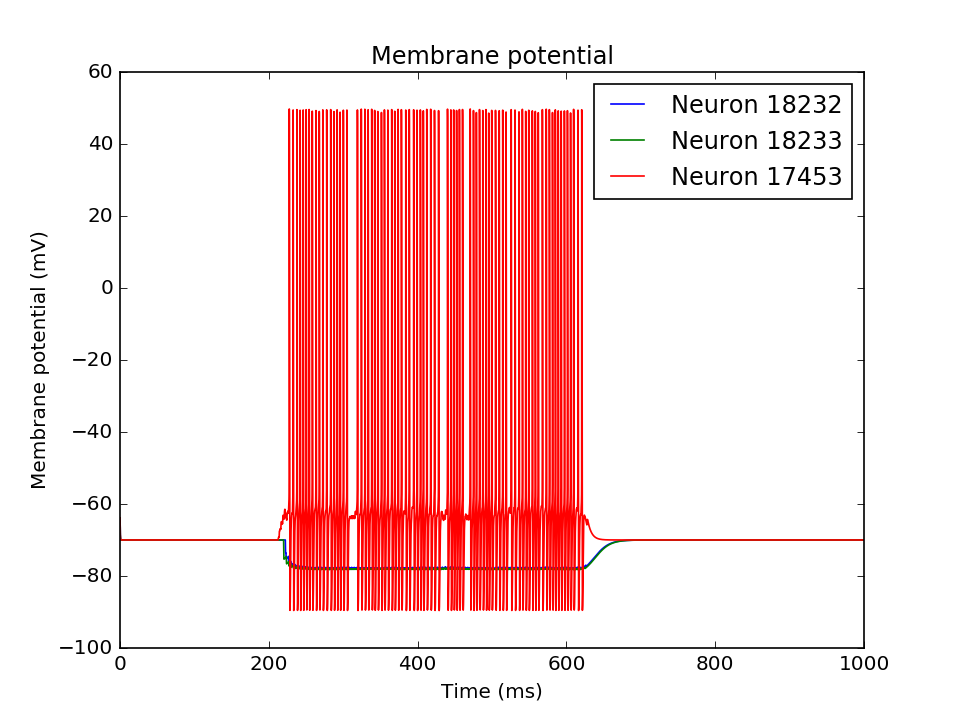 Membrane potential
60
40
20
0
−20
−40
−60
−80
−100
Membrane potential (mV)
Neuron 18232
Neuron 18233
Neuron 17453
0 200 400 600 800 1000
Time (ms)